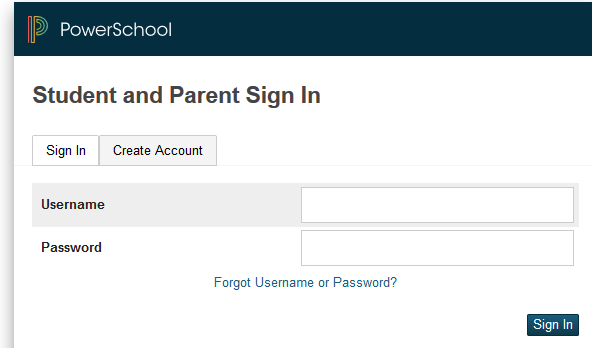 PowerSchool
Student and Parent Sign In
Sign In
Create Account
Username
Password
Forgot Username or Password?
Sign In